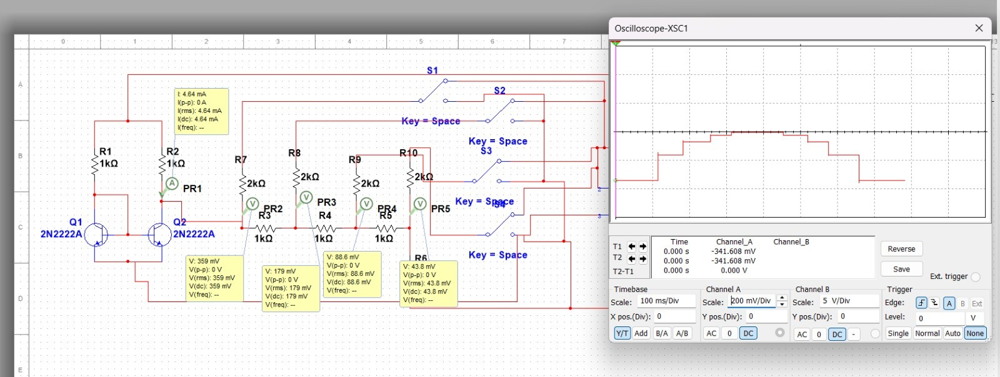 Oscilloscope-XSC1
0 1 2 3 4 5 6 7
A
B
C
D
E
S1
S2
Key = Space
Key = Space
S3
Key = Space
S4
Key = Space
I: 4.64 mA
I(p-p): 0 A
I(rms): 4.64 mA
I(dc): 4.64 mA
I(freq): --
R1
1kΩ
R2
1kΩ
A
PR1
R7
2kΩ
R8
2kΩ
R9
2kΩ
R10
2kΩ
V
PR2
V
PR3
V
PR4
V
PR5
R3
1kΩ
R4
1kΩ
R5
1kΩ
R6
Q1
2N2222A
Q2
2N2222A
2
3
V: 359 mV
V(p-p): 0 V
V(rms): 359 mV
V(dc): 359 mV
V(freq): --
V: 179 mV
V(p-p): 0 V
V(rms): 179 mV
V(dc): 179 mV
V(freq): --
V: 88.6 mV
V(p-p): 0 V
V(rms): 88.6 mV
V(dc): 88.6 mV
V(freq): --
V: 43.8 mV
V(p-p): 0 V
V(rms): 43.8 mV
V(dc): 43.8 mV
V(freq): --
Time Channel_A Channel_B
T1 0.000 s -341.608 mV
T2 0.000 s -341.608 mV
T2-T1 0.000 s 0.000 V
Reverse
Save
Ext. trigger
Timebase
Scale: 100 ms/Div
X pos.(Div): 0
Y/T Add B/A A/B
Channel A
Scale: 200 mV/Div
Y pos.(Div): 0
AC 0 DC
Channel B
Scale: 5 V/Div
Y pos.(Div): 0
AC 0 DC -
Trigger
Edge: A B Ext
Level: 0 V
Single Normal Auto None